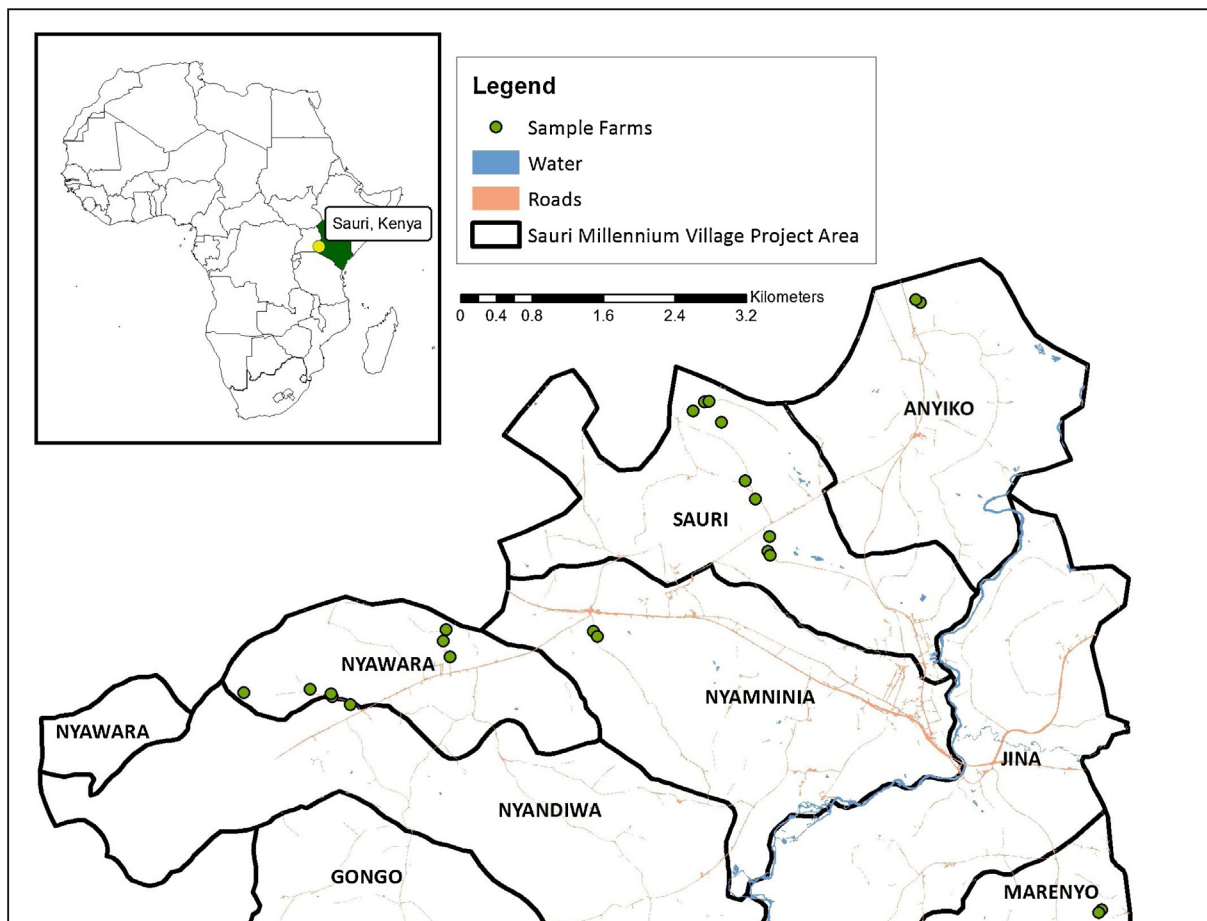 Sauri, Kenya
Legend
Sample Farms
Water
Roads
Sauri Millennium Village Project Area
Kilometers
0 0.4 0.8 1.6 2.4 3.2
ANYIKO
SAURI
NYAWARA
NYAMNINIA
NYAWARA
JINA
NYANDIWA
GONGO
MARENYO